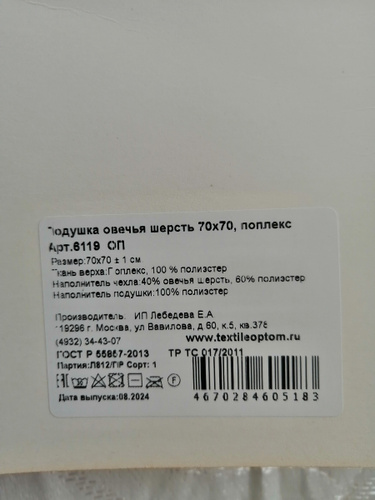 Подушка овечья шерсть 70х70, поплекс
Арт.6119 ОП
Размер:70х70 ± 1 см
Ткань верха:Поплекс, 100 % полиэстер
Наполнитель чехла:40% овечья шерсть, 60% полиэстер
Наполнитель подушки:100% полиэстер
Производитель: ИП Лебедева Е.А
119296 г. Москва, ул Вавилова, д 60, к.5, кв.378
www.textileoptom.ru
(4932) 34-43-07
ГОСТ Р 55857-2013 ТР ТС 017/2011
Партия:Л812/ПР Сорт: 1
Дата выпуска:08.2024
4670284605183